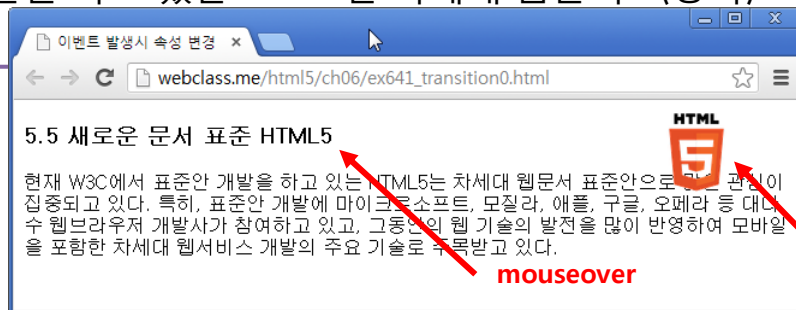 이벤트 발생시 속성 변경
webclass.me/html5/ch06/ex641_transition0.html
HTML
5
5.5 새로운 문서 표준 HTML5
현재 W3C에서 표준안 개발을 하고 있는 HTML5는 차세대 웹문서 표준안으로 관심이
집중되고 있다. 특히, 표준안 개발에 마이크로소프트, 모질라, 애플, 구글, 오페라 등 대다
수 웹브라우저 개발사가 참여하고 있고, 그동안의 웹 기술의 발전을 많이 반영하여 모바일
을 포함한 차세대 웹서비스 개발의 주요 기술로 주목받고 있다.
mouseover